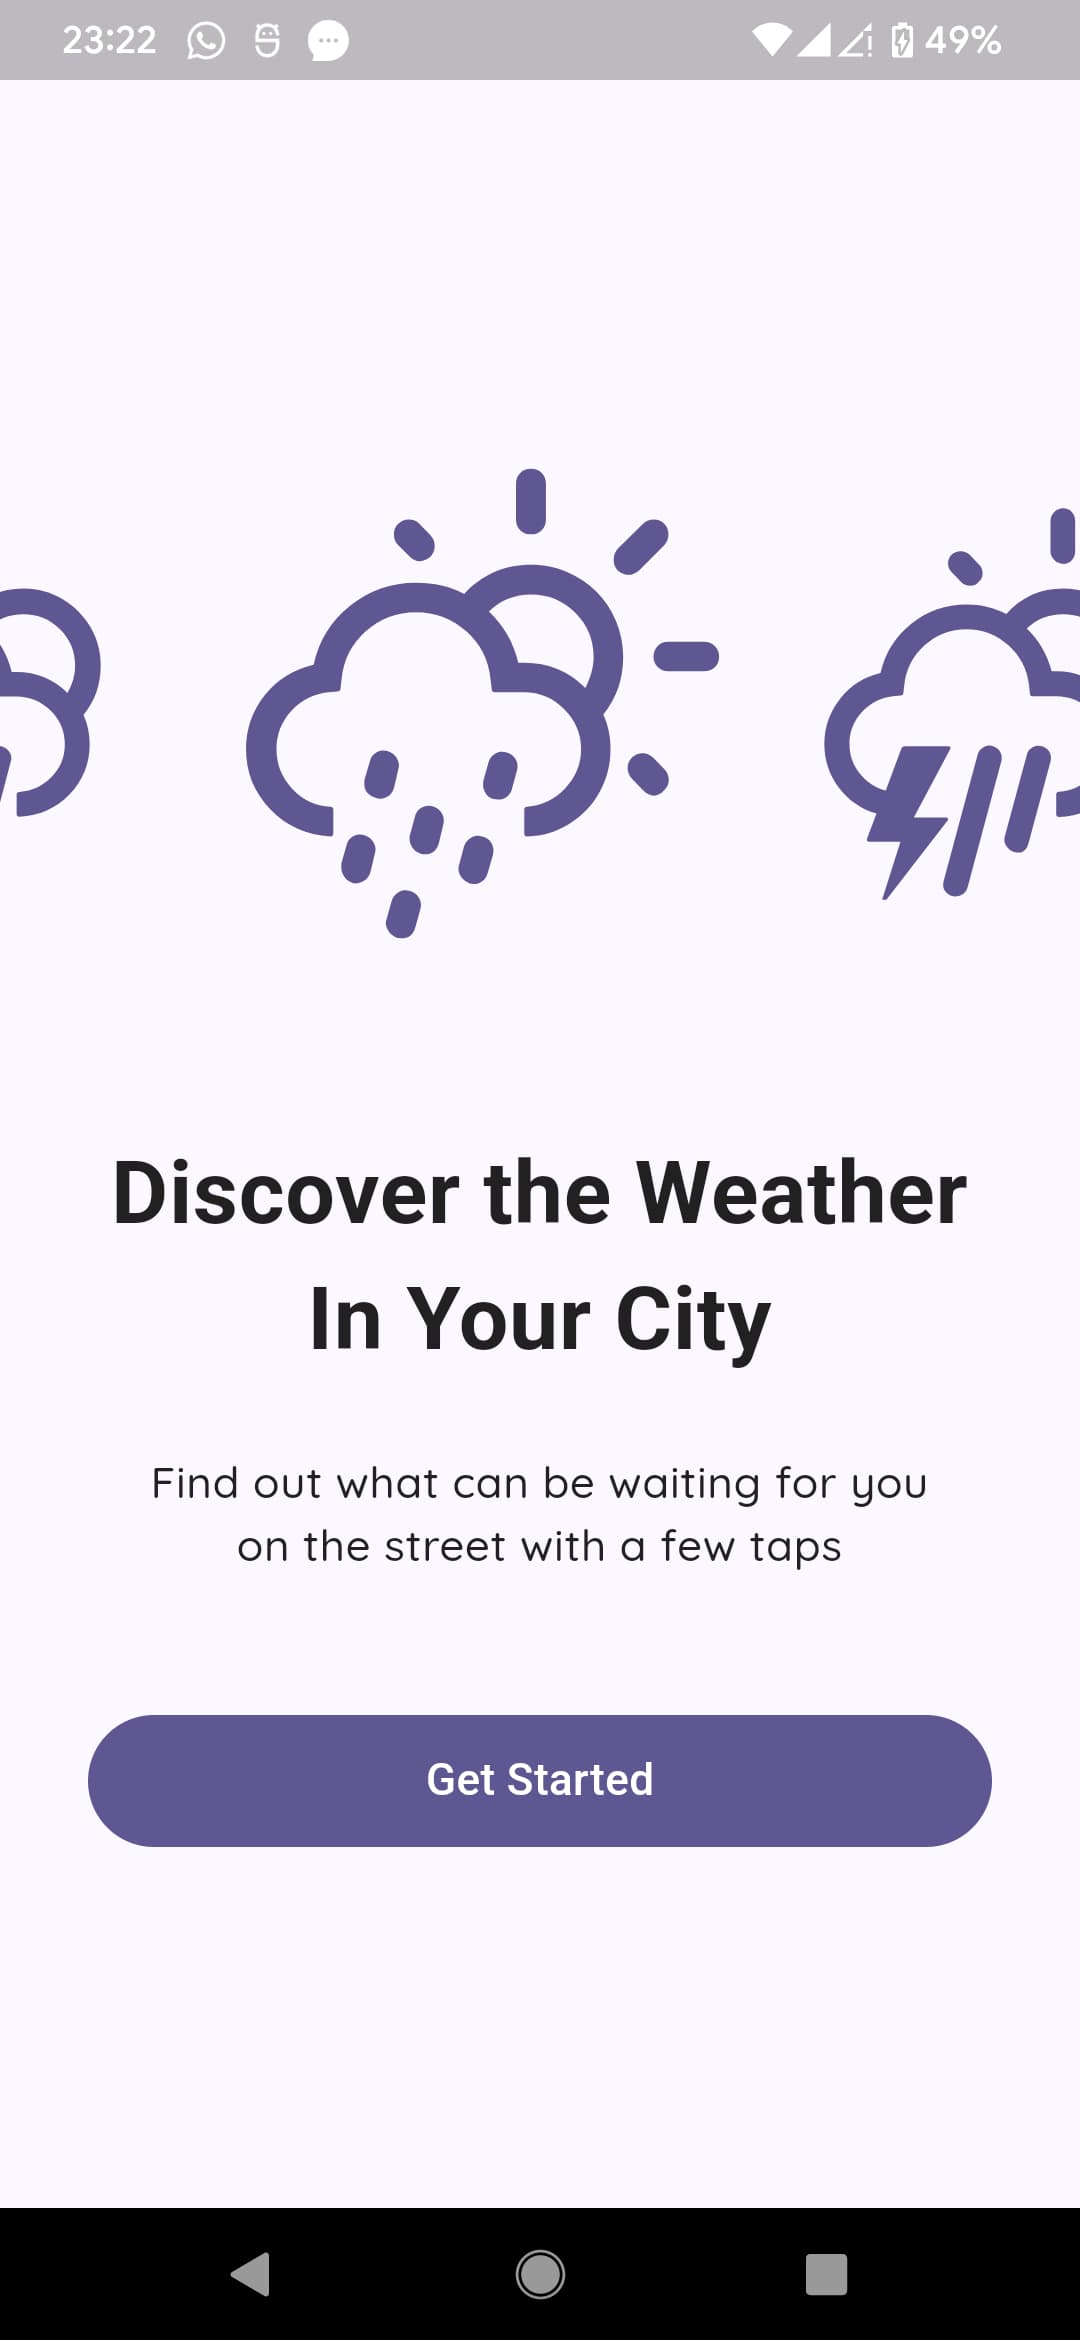 23:22 49%
Discover the Weather
In Your City
Find out what can be waiting for you
on the street with a few taps
Get Started